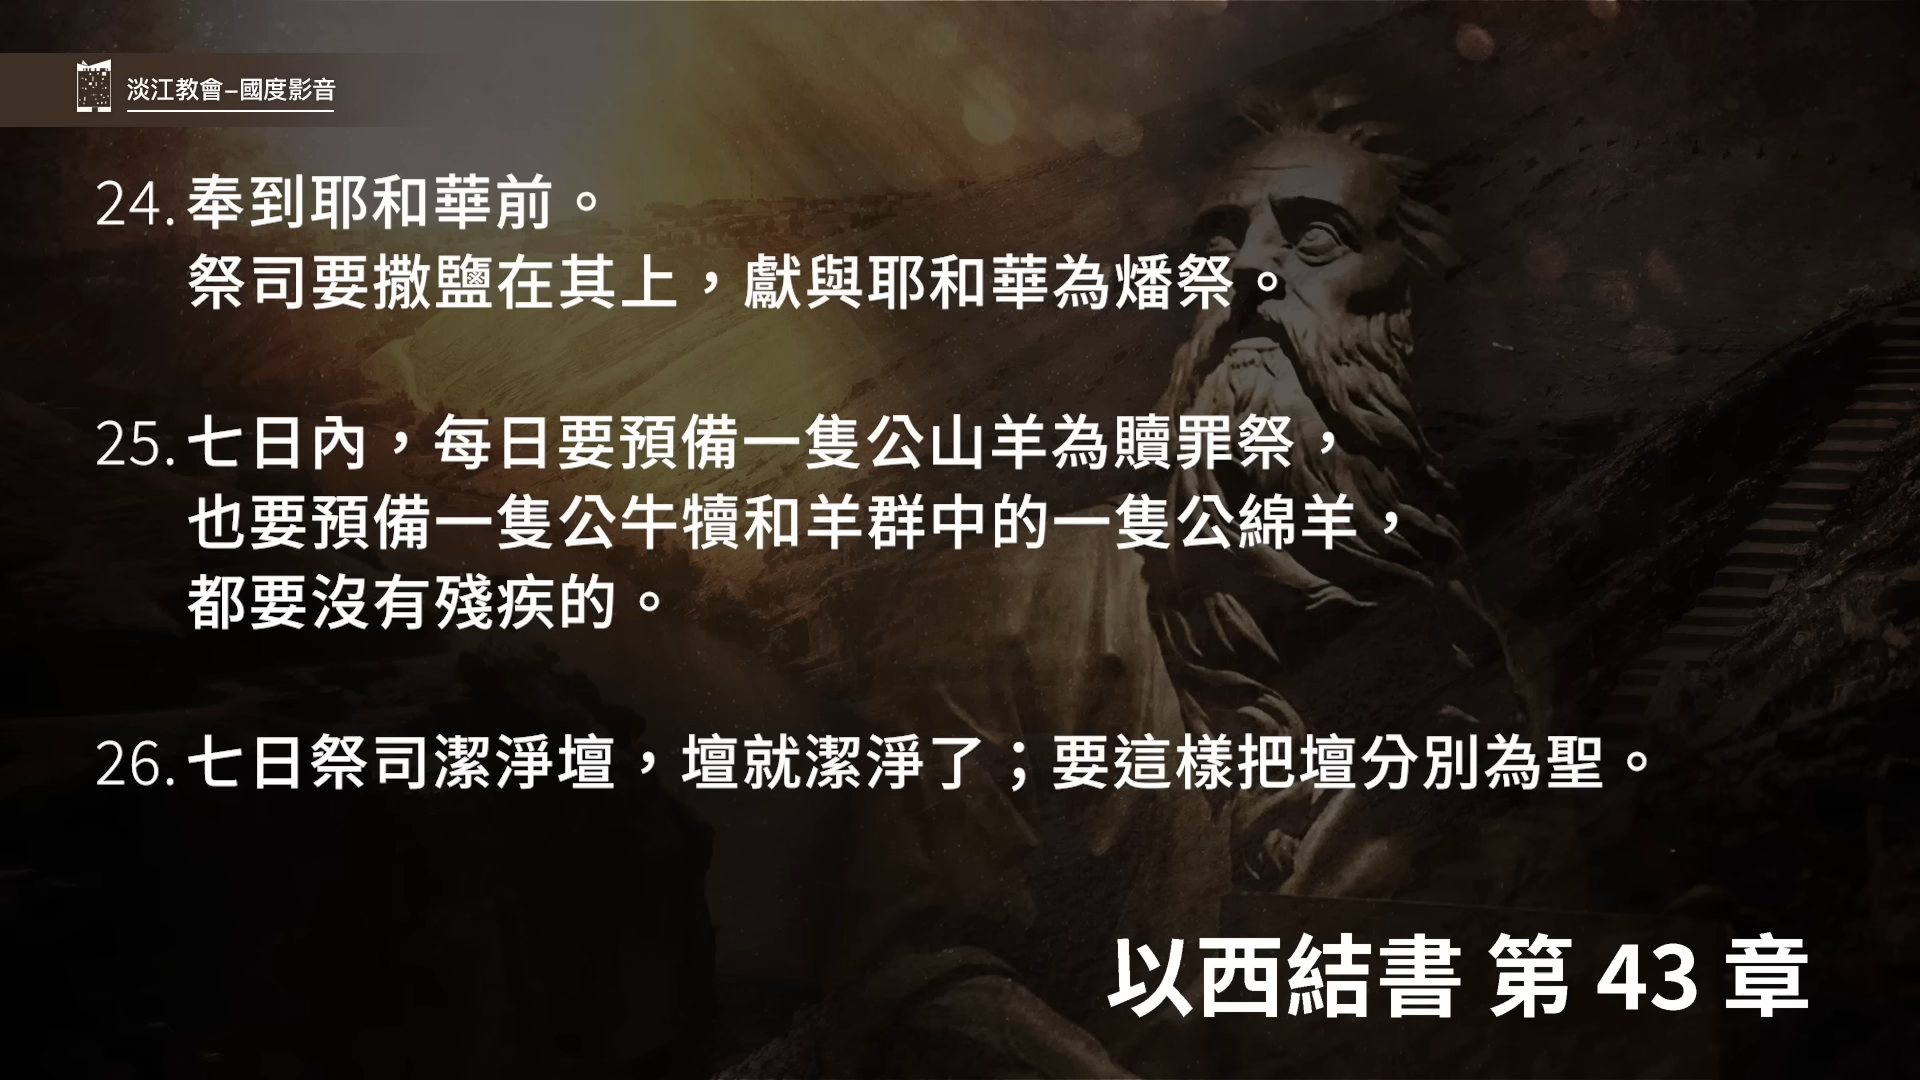 淡江教會–國度影音
24. 奉到耶和華前。
祭司要撒鹽在其上，獻與耶和華為燔祭。
25. 七日內，每日要預備一隻公山羊為贖罪祭，
也要預備一隻公牛犢和羊群中的一隻公綿羊，
都要沒有殘疾的。
26. 七日祭司潔淨壇，壇就潔淨了；要這樣把壇分別為聖。
以西結書 第 43 章